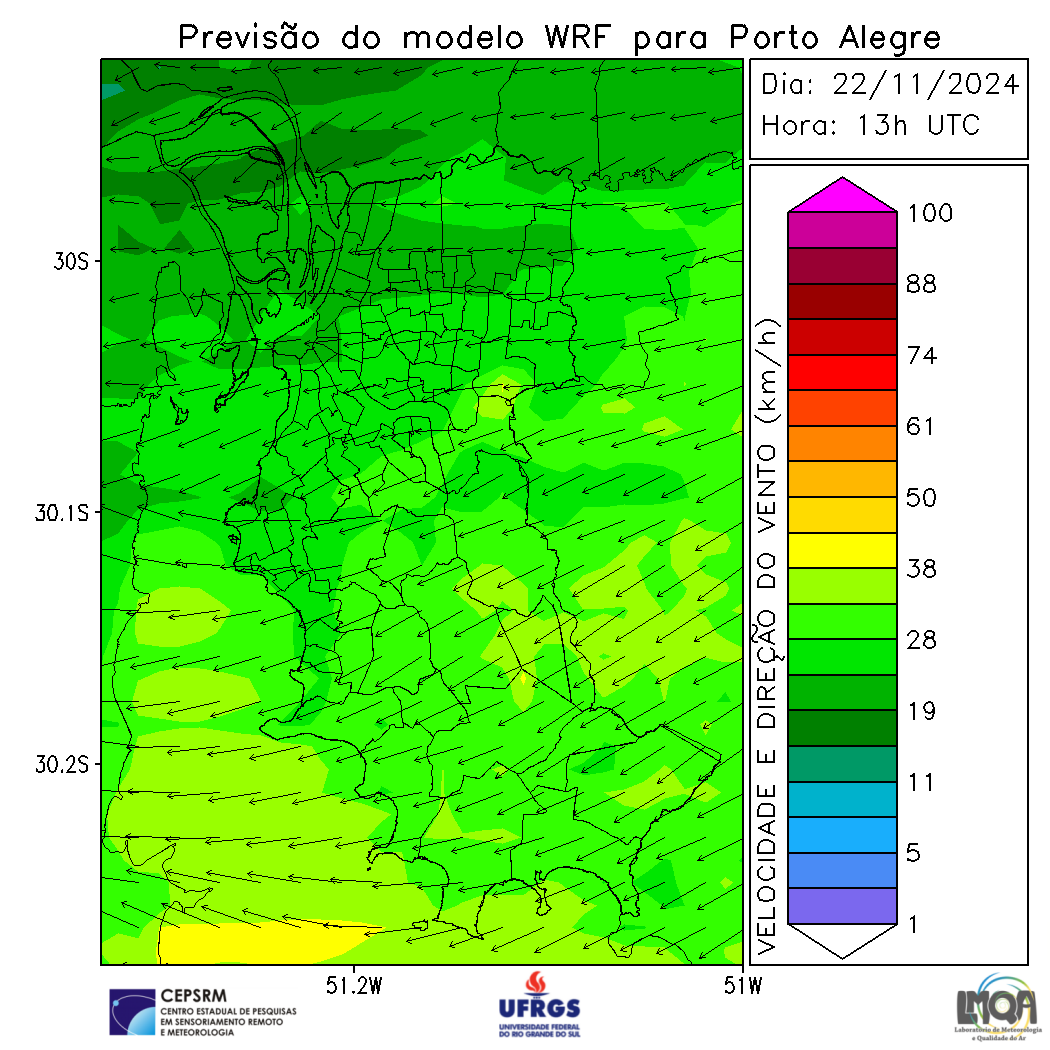 Previsão do modelo WRF para Porto Alegre
Dia: 22/11/2024
Hora: 13h UTC
30S
30.1S
30.2S
51.2W
51W
VELOCIDADE E DIREÇÃO DO VENTO (km/h)
100
88
74
61
50
38
28
19
11
5
1
CEPSRM
CENTRO ESTADUAL DE PESQUISAS
EM SENSORIAMENTO REMOTO
E METEOROLOGIA
UFRGS
UNIVERSIDADE FEDERAL
DO RIO GRANDE DO SUL
LMQA
Laboratório de Meteorologia
e Qualidade do Ar